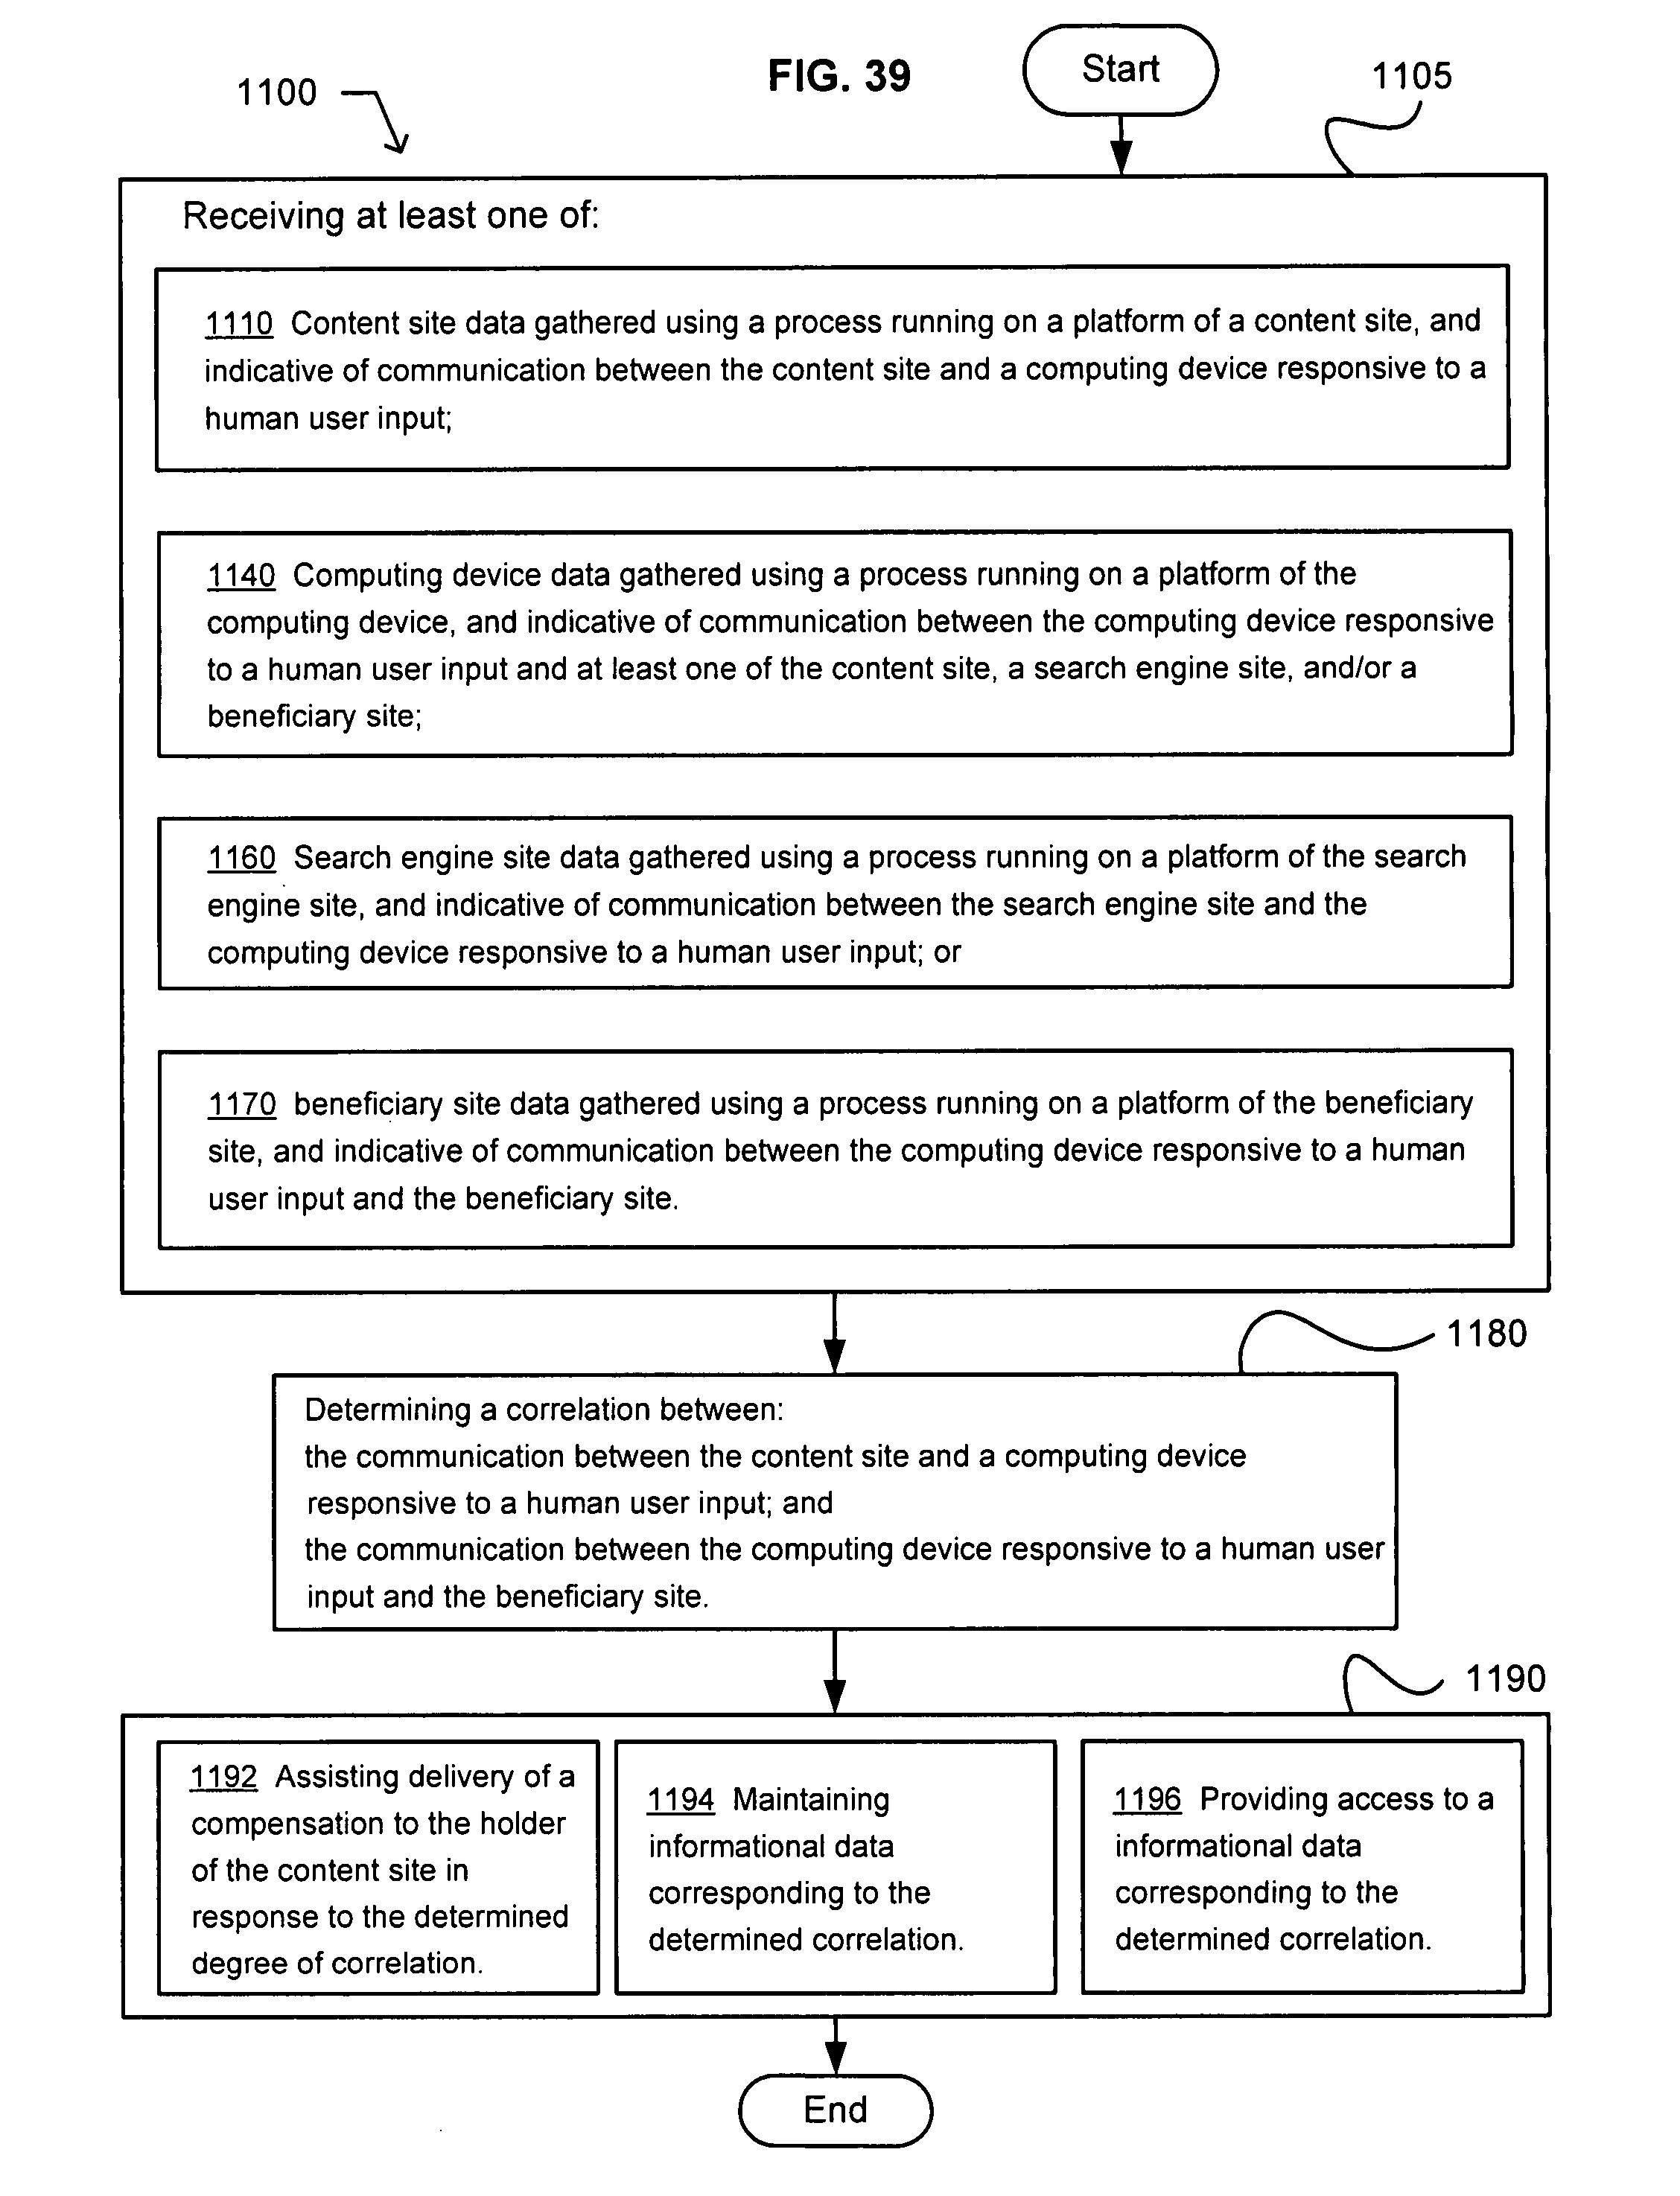 FIG. 39
Start
1105
1100
Receiving at least one of:
1110 Content site data gathered using a process running on a platform of a content site, and
indicative of communication between the content site and a computing device responsive to a
human user input;
1140 Computing device data gathered using a process running on a platform of the
computing device, and indicative of communication between the computing device responsive
to a human user input and at least one of the content site, a search engine site, and/or a
beneficiary site;
1160 Search engine site data gathered using a process running on a platform of the search
engine site, and indicative of communication between the search engine site and the
computing device responsive to a human user input; or
1170 beneficiary site data gathered using a process running on a platform of the beneficiary
site, and indicative of communication between the computing device responsive to a human
user input and the beneficiary site.
1180
Determining a correlation between:
the communication between the content site and a computing device
responsive to a human user input; and
the communication between the computing device responsive to a human user
input and the beneficiary site.
1190
1192 Assisting delivery of a
compensation to the holder
of the content site in
response to the determined
degree of correlation.
1194 Maintaining
informational data
corresponding to the
determined correlation.
1196 Providing access to a
informational data
corresponding to the
determined correlation.
End